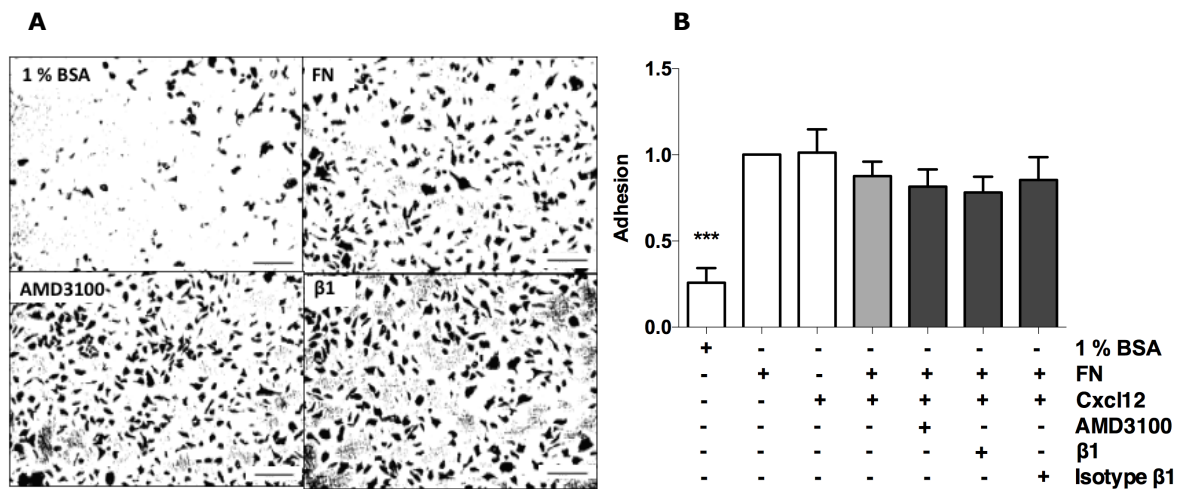 A
B
1 % BSA
FN
AMD3100
β1
1.5
1.0
0.5
0.0
Adhesion
***
+ - - - - - - 1 % BSA
- + - + + + + FN
- - + + + + + Cxcl12
- - - - + - - AMD3100
- - - - - + - β1
- - - - - - + Isotype β1